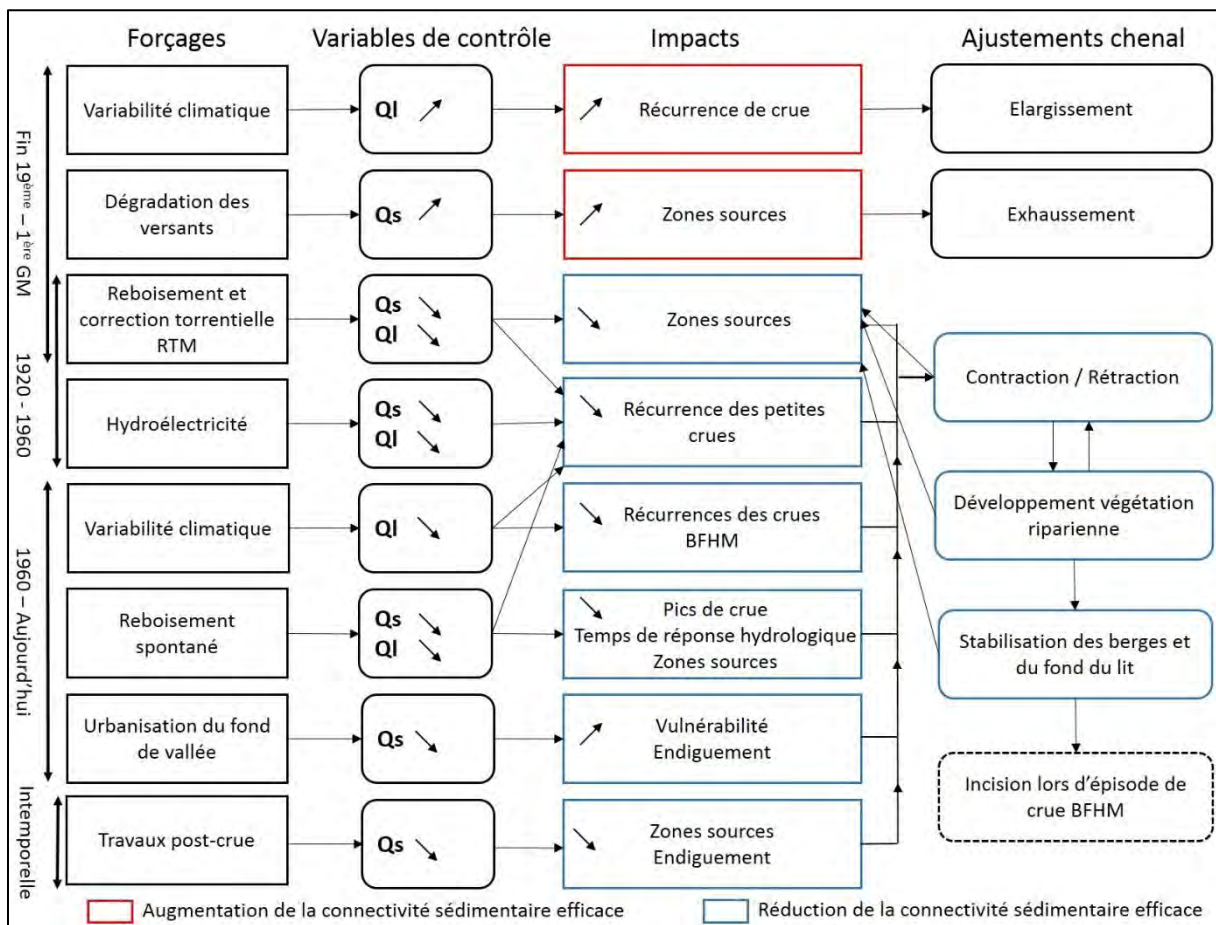 Forçages Variables de contrôle Impacts Ajustements chenal
Fin 19ème – 1ère GM
1920 - 1960
1960 – Aujourd'hui
Intemporelle
Variabilité climatique
Ql ↗
↗ Récurrence de crue
Elargissement
Dégradation des
versants
Qs ↗
↗ Zones sources
Exhaussement
Reboisement et
correction torrentielle
RTM
Qs ↘
Ql ↘
↘ Zones sources
Hydroélectricité
Qs ↘
Ql ↘
↘ Récurrence des petites
crues
Variabilité climatique
Ql ↘
↘ Récurrences des crues
BFHM
Reboisement
spontané
Qs ↘
Ql ↘
↘ Pics de crue
Temps de réponse hydrologique
Zones sources
Urbanisation du fond
de vallée
Qs ↘
↗ Vulnérabilité
Endiguement
Travaux post-crue
Qs ↘
↘ Zones sources
Endiguement
Contraction / Rétraction
Développement végétation
riparienne
Stabilisation des berges et
du fond du lit
Incision lors d'épisode de
crue BFHM
Augmentation de la connectivité sédimentaire efficace
Réduction de la connectivité sédimentaire efficace